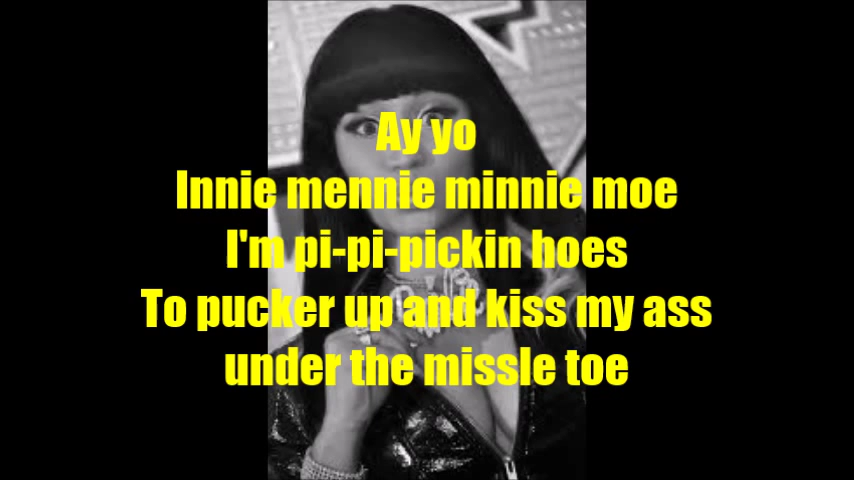 Ay yo
Innie mennie minnie moe
I'm pi-pi-pickin hoes
To pucker up and kiss my ass
under the missle toe